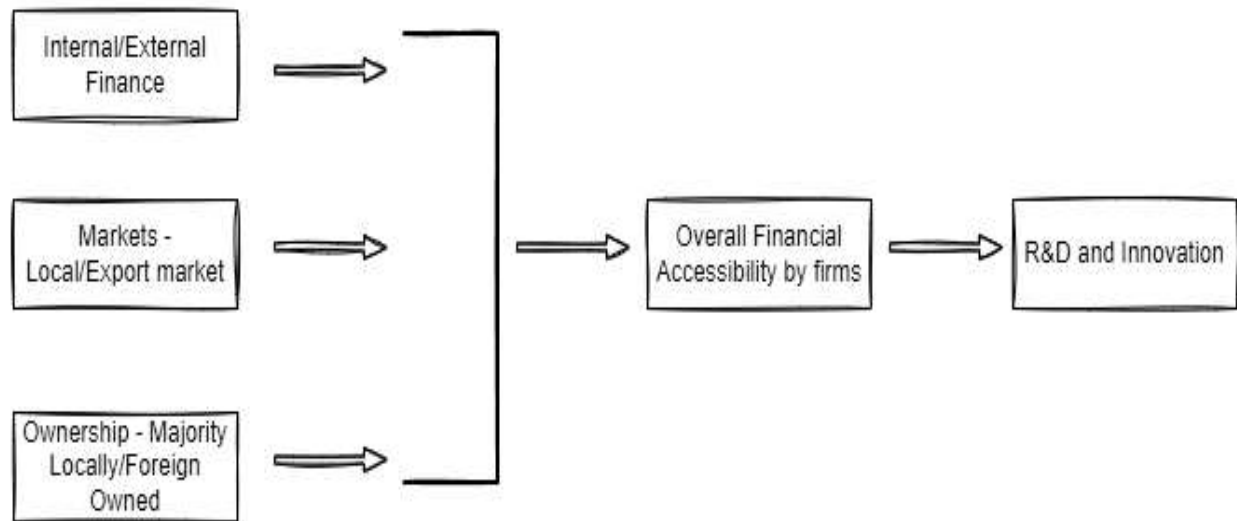 Internal/External
Finance
Markets -
Local/Export market
Ownership - Majority
Locally/Foreign
Owned
Overall Financial
Accessibility by firms
R&D and Innovation